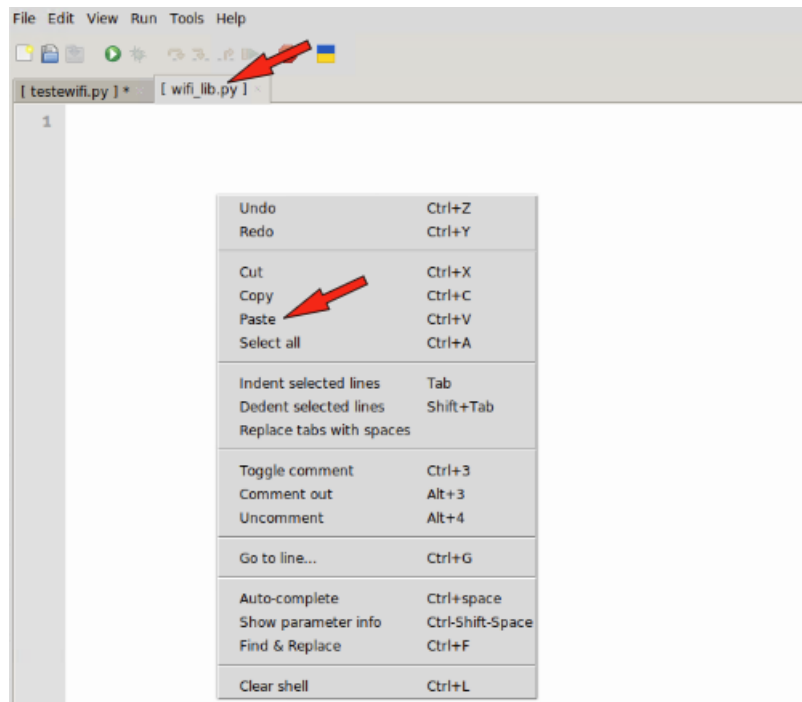 File Edit View Run Tools Help
[ testewifi.py ] * [ wifi_lib.py ] ×
1
Undo Ctrl+Z
Redo Ctrl+Y
Cut Ctrl+X
Copy Ctrl+C
Paste Ctrl+V
Select all Ctrl+A
Indent selected lines Tab
Dedent selected lines Shift+Tab
Replace tabs with spaces
Toggle comment Ctrl+3
Comment out Alt+3
Uncomment Alt+4
Go to line... Ctrl+G
Auto-complete Ctrl+space
Show parameter info Ctrl-Shift-Space
Find & Replace Ctrl+F
Clear shell Ctrl+L